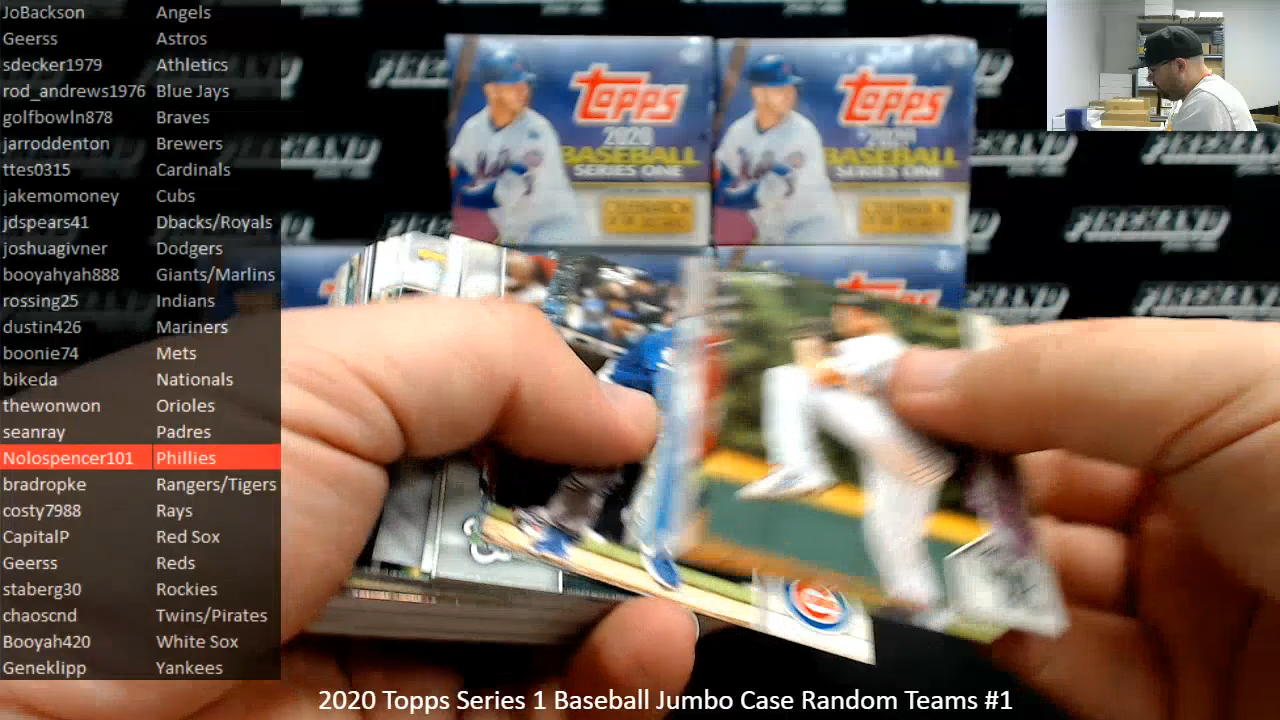 JoBackson Angels
Geerss Astros
sdecker1979 Athletics
rod_andrews1976 Blue Jays
golfbowln878 Braves
jarroddenton Brewers
ttes0315 Cardinals
jakemomoney Cubs
jdspears41 Dbacks/Royals
joshuagivner Dodgers
booyahyah888 Giants/Marlins
rossing25 Indians
dustin426 Mariners
boonie74 Mets
bikeda Nationals
thewonwon Orioles
seanray Padres
Nolospencer101 Phillies
bradropke Rangers/Tigers
costy7988 Rays
CapitalP Red Sox
Geerss Reds
staberg30 Rockies
chaoscnd Twins/Pirates
Booyah420 White Sox
Geneklipp Yankees
topps
2020
BASEBALL
SERIES ONE
topps
BASEBALL
SERIES ONE
topps
FIREHAND
FIREHAND
FIREHAND
2020 Topps Series 1 Baseball Jumbo Case Random Teams #1